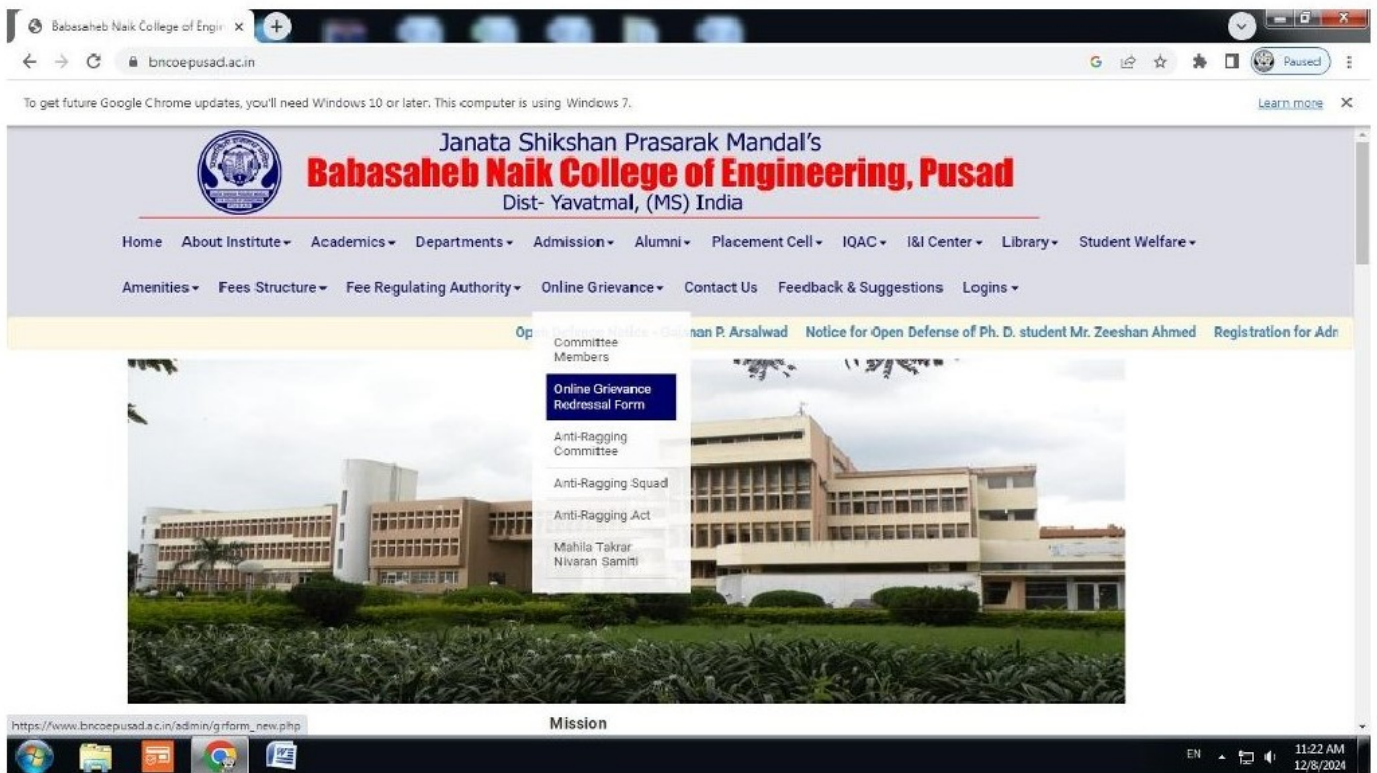 Babasaheb Naik College of Engin
bncoepusad.ac.in
Paused
To get future Google Chrome updates, you'll need Windows 10 or later. This computer is using Windows 7.
Learn more
Janata Shikshan Prasarak Mandal's
Babasaheb Naik College of Engineering, Pusad
Dist- Yavatmal, (MS) India
Home About Institute Academics Departments Admission Alumni Placement Cell IQAC I&I Center Library Student Welfare
Amenities Fees Structure Fee Regulating Authority Online Grievance Contact Us Feedback & Suggestions Logins
Open Defense Notice - Gajanan P. Arsalwad Notice for Open Defense of Ph. D. student Mr. Zeeshan Ahmed Registration for Adm
Committee
Members
Online Grievance
Redressal Form
Anti-Ragging
Committee
Anti-Ragging Squad
Anti-Ragging Act
Mahila Takrar
Nivaran Samiti
https://www.bncoepusad.ac.in/admin/grform_new.php
Mission
EN
11:22 AM
12/8/2024